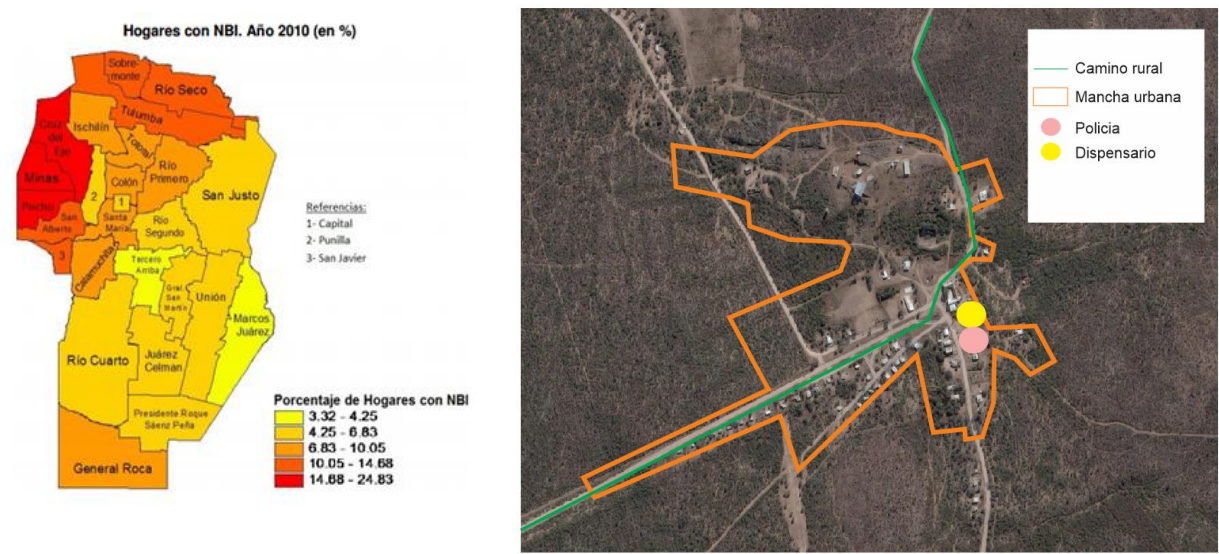 Hogares con NBI. Año 2010 (en %)
Sobre-
monte
Río Seco
Tulumba
Cruz del
Eje
Ischilín
Totoral
Río
Primero
Minas
Colón
San Justo
Pocho
2
1
San
Alberto
Santa
María
Río
Segundo
3
Calamuchita
Tercero
Arriba
Gral.
San
Martín
Unión
Marcos
Juárez
Río Cuarto
Juárez
Celman
Presidente Roque
Sáenz Peña
General Roca
Referencias:
1- Capital
2- Punilla
3- San Javier
Porcentaje de Hogares con NBI
3.32 - 4.25
4.25 - 6.83
6.83 - 10.05
10.05 - 14.68
14.68 - 24.83
Camino rural
Mancha urbana
Policia
Dispensario